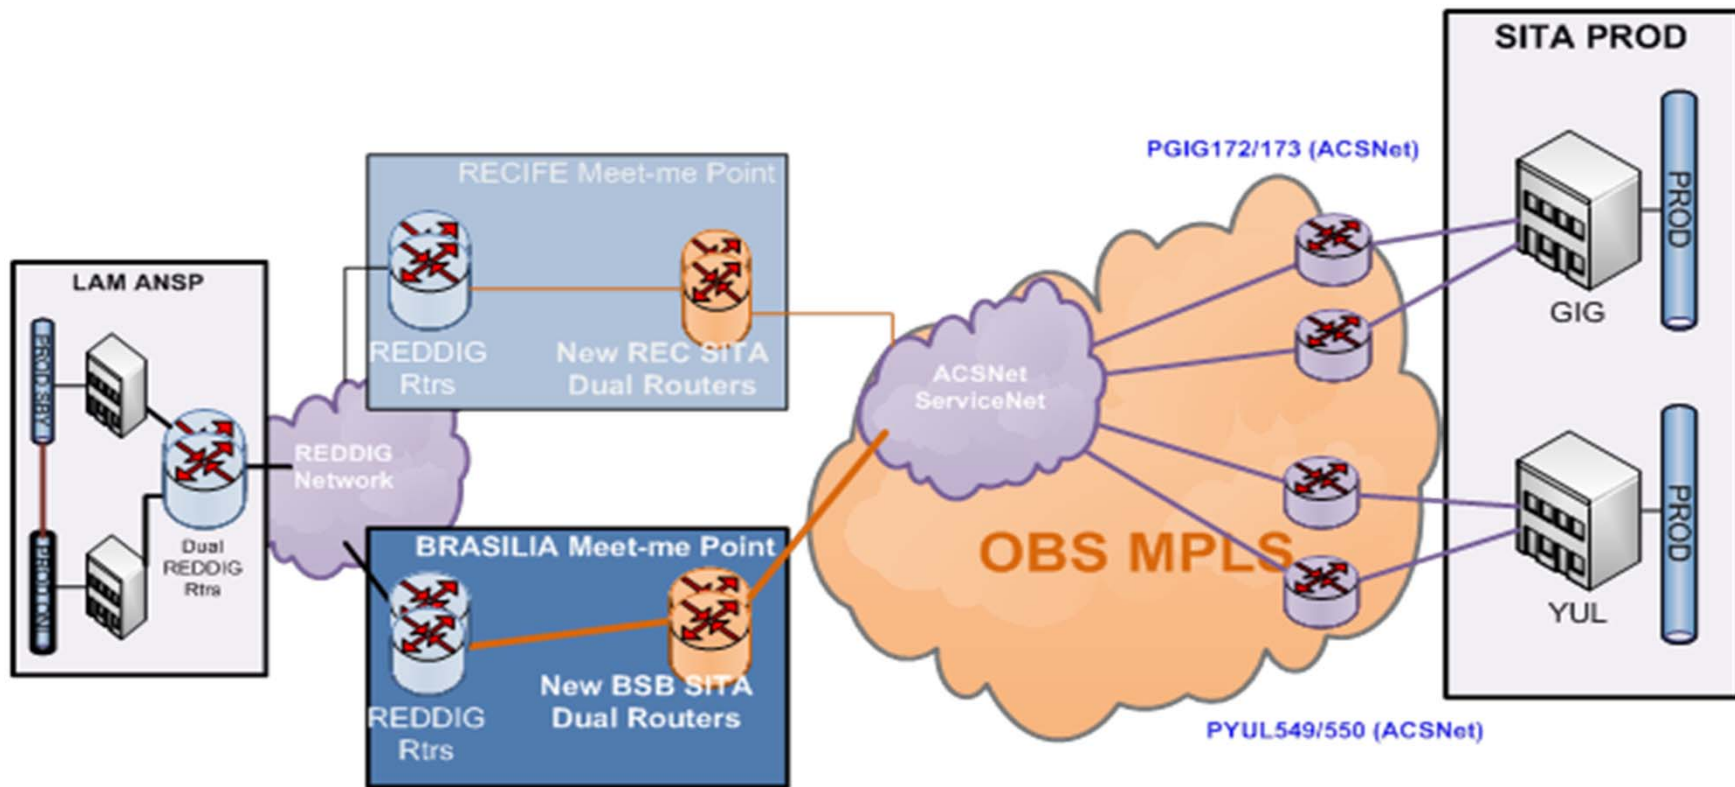 SITA PROD
PGIG172/173 (ACSNet)
RECIFE Meet-me Point
PROD
LAM ANSP
GIG
REDDIG
Rtrs
New REC SITA
Dual Routers
ACSNet
ServiceNet
REDDIG
Network
PROD
Dual
REDDIG
Rtrs
BRASILIA Meet-me Point
OBS MPLS
YUL
New BSB SITA
Dual Routers
REDDIG
Rtrs
PYUL549/550 (ACSNet)